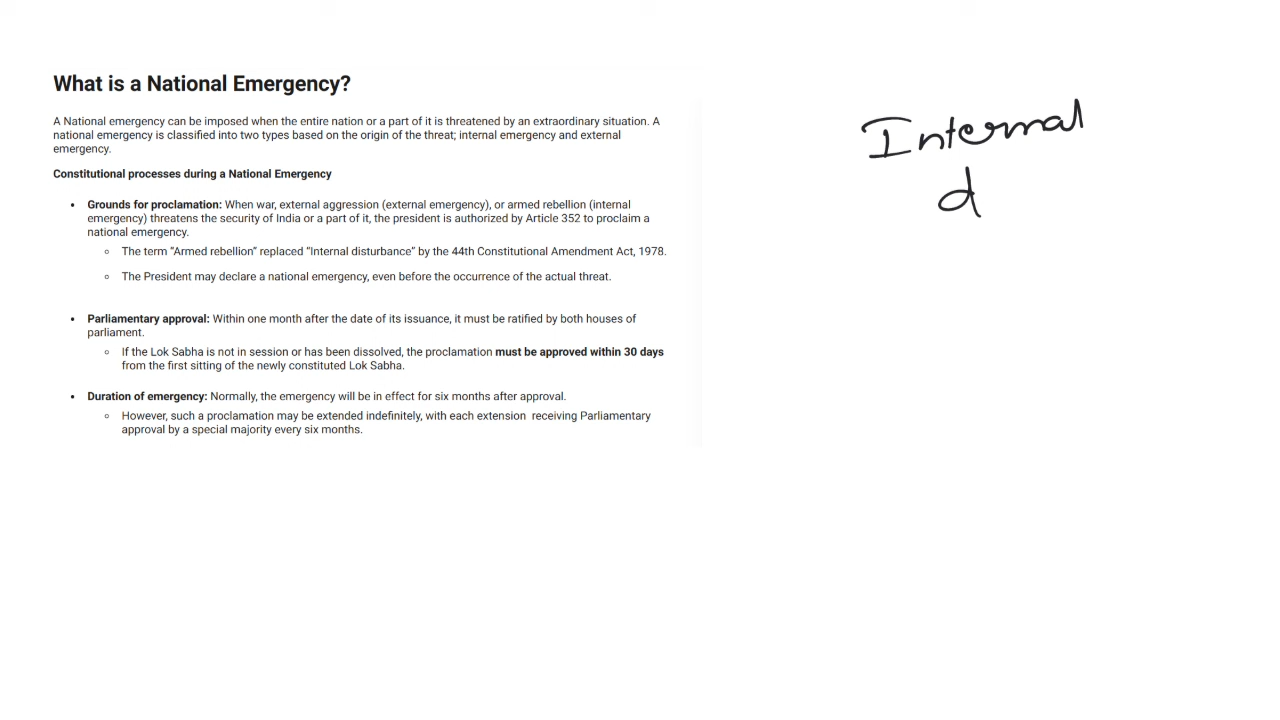 What is a National Emergency?
A National emergency can be imposed when the entire nation or a part of it is threatened by an extraordinary situation. A
national emergency is classified into two types based on the origin of the threat; internal emergency and external
emergency.
Constitutional processes during a National Emergency
• Grounds for proclamation: When war, external aggression (external emergency), or armed rebellion (internal
emergency) threatens the security of India or a part of it, the president is authorized by Article 352 to proclaim a
national emergency.
◦ The term “Armed rebellion” replaced “Internal disturbance” by the 44th Constitutional Amendment Act, 1978.
◦ The President may declare a national emergency, even before the occurrence of the actual threat.
• Parliamentary approval: Within one month after the date of its issuance, it must be ratified by both houses of
parliament.
◦ If the Lok Sabha is not in session or has been dissolved, the proclamation must be approved within 30 days
from the first sitting of the newly constituted Lok Sabha.
• Duration of emergency: Normally, the emergency will be in effect for six months after approval.
◦ However, such a proclamation may be extended indefinitely, with each extension receiving Parliamentary
approval by a special majority every six months.
Internal
d